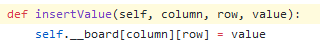 def insertValue(self, column, row, value):
    self.__board[column][row] = value